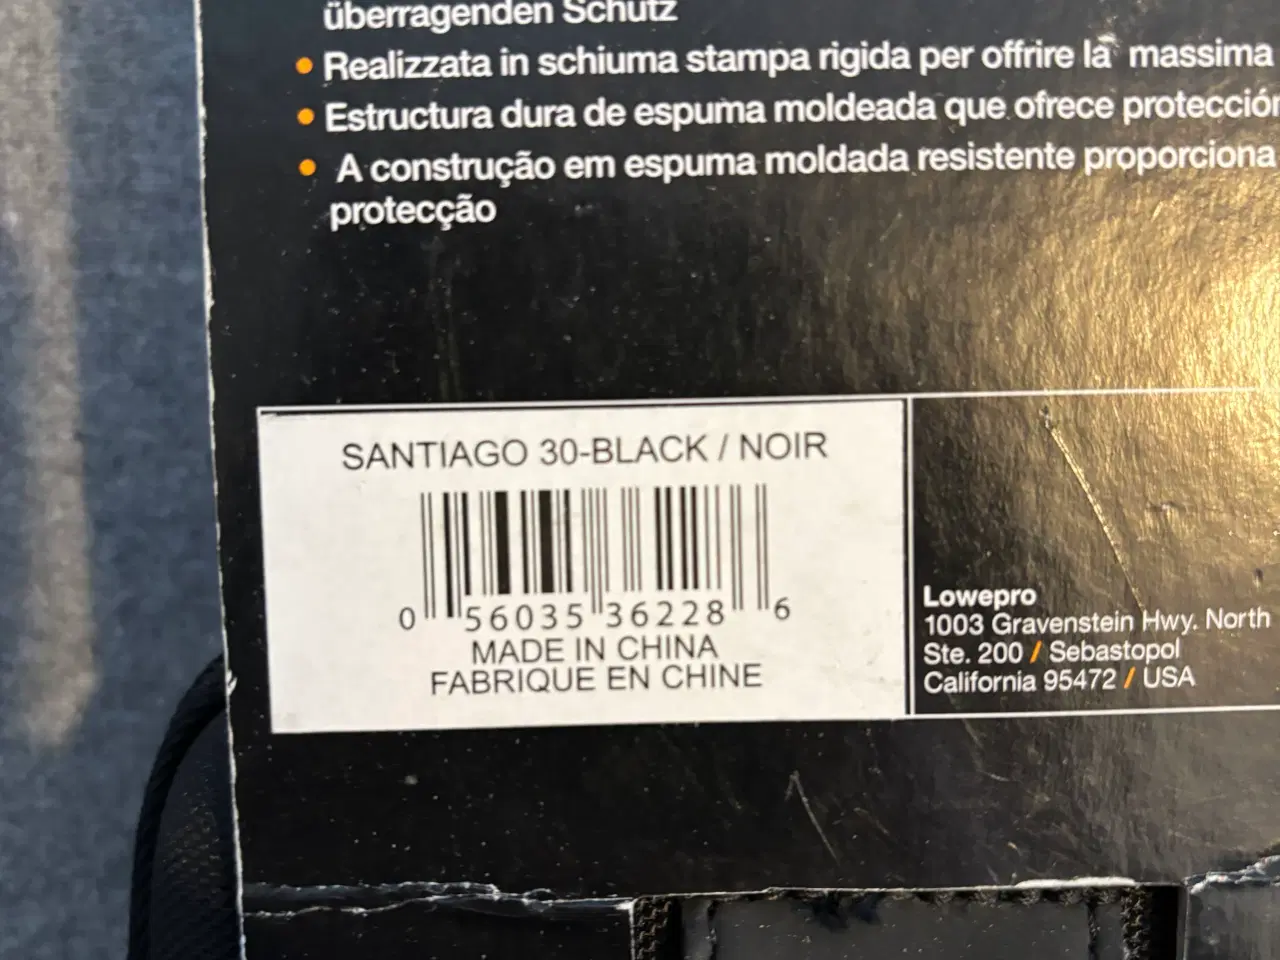 überragenden Schutz
• Realizzata in schiuma stampa rigida per offrire la massima
• Estructura dura de espuma moldeada que ofrece protección
• A construção em espuma moldada resistente proporciona
protecção
SANTIAGO 30-BLACK / NOIR
0 56035 36228 6
MADE IN CHINA
FABRIQUE EN CHINE
Lowepro
1003 Gravenstein Hwy. North
Ste. 200 / Sebastopol
California 95472 / USA